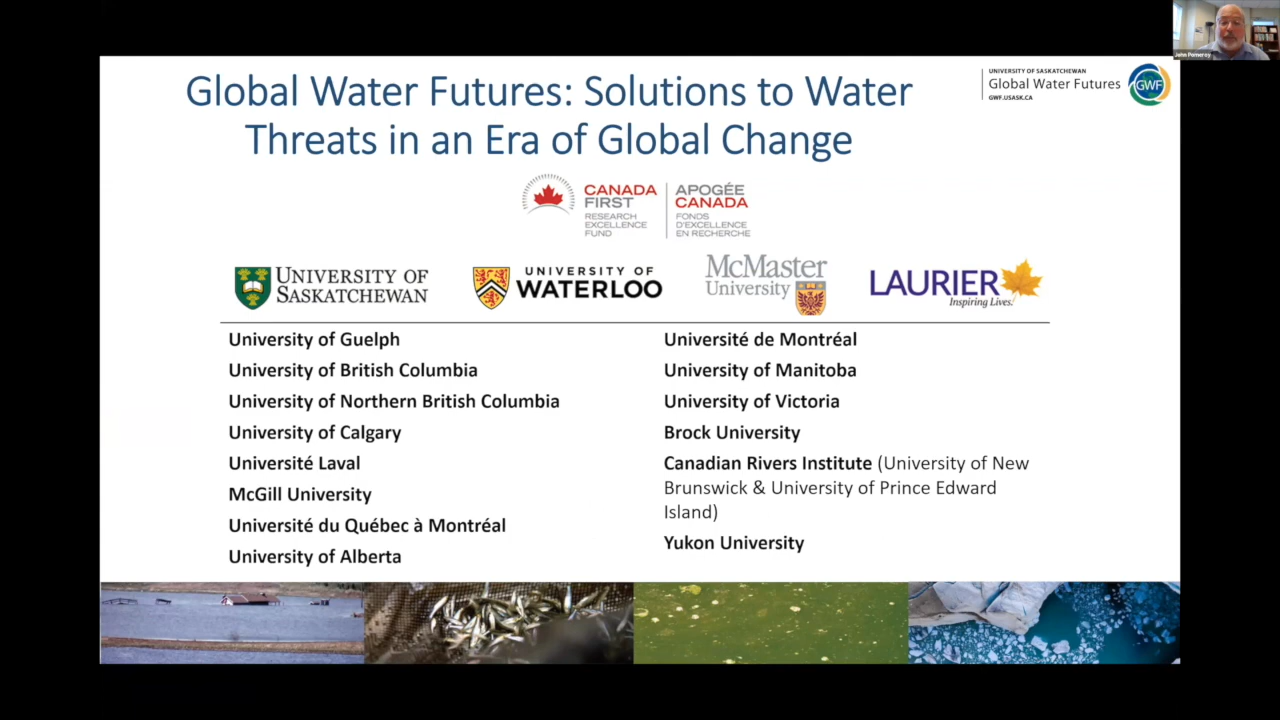 John Pomeroy
Global Water Futures: Solutions to Water
Threats in an Era of Global Change
UNIVERSITY OF SASKATCHEWAN
Global Water Futures
GWF.USASK.CA
GWF
CANADA
FIRST
RESEARCH
EXCELLENCE
FUND
APOGÉE
CANADA
FONDS
D'EXCELLENCE
EN RECHERCHE
UNIVERSITY OF
SASKATCHEWAN
UNIVERSITY OF
WATERLOO
McMaster
University
LAURIER
Inspiring Lives.
University of Guelph
University of British Columbia
University of Northern British Columbia
University of Calgary
Université Laval
McGill University
Université du Québec à Montréal
University of Alberta
Université de Montréal
University of Manitoba
University of Victoria
Brock University
Canadian Rivers Institute (University of New
Brunswick & University of Prince Edward
Island)
Yukon University